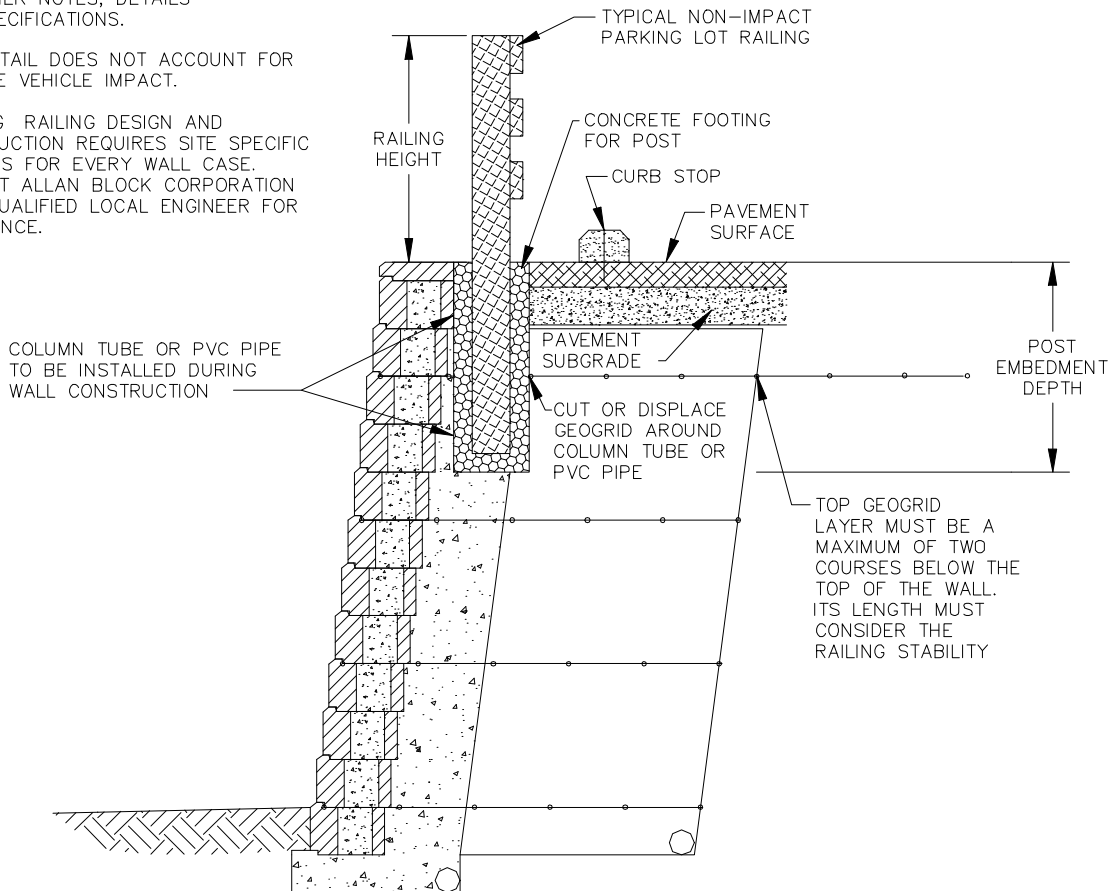 NOTES, DETAILS
ECIFICATIONS.
TAIL DOES NOT ACCOUNT FOR
E VEHICLE IMPACT.
RAILING DESIGN AND
UCTION REQUIRES SITE SPECIFIC
S FOR EVERY WALL CASE.
T ALLAN BLOCK CORPORATION
UALIFIED LOCAL ENGINEER FOR
NCE.
TYPICAL NON-IMPACT
PARKING LOT RAILING
RAILING
HEIGHT
CONCRETE FOOTING
FOR POST
CURB STOP
PAVEMENT
SURFACE
COLUMN TUBE OR PVC PIPE
TO BE INSTALLED DURING
WALL CONSTRUCTION
PAVEMENT
SUBGRADE
POST
EMBEDMENT
DEPTH
CUT OR DISPLACE
GEOGRID AROUND
COLUMN TUBE OR
PVC PIPE
TOP GEOGRID
LAYER MUST BE A
MAXIMUM OF TWO
COURSES BELOW THE
TOP OF THE WALL.
ITS LENGTH MUST
CONSIDER THE
RAILING STABILITY